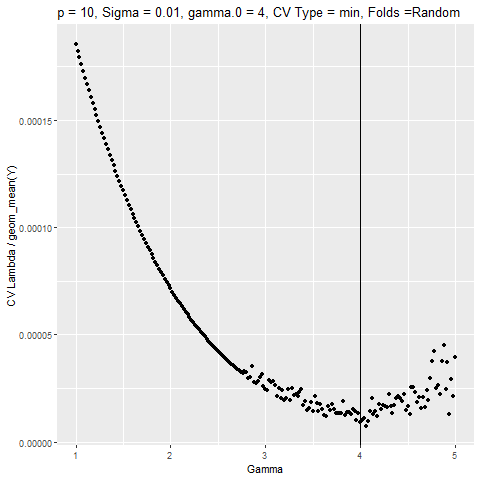 p = 10, Sigma = 0.01, gamma.0 = 4, CV Type = min, Folds =Random
CV Lambda / geom_mean(Y)
0.00015
0.00010
0.00005
0.00000
1 2 3 4 5
Gamma